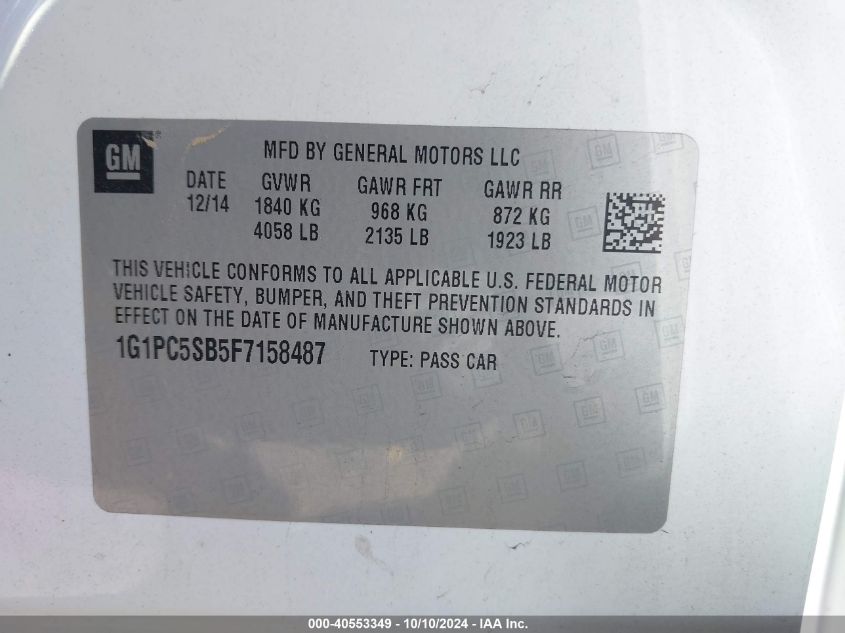 GM
MFD BY GENERAL MOTORS LLC
DATE GVWR GAWR FRT GAWR RR
12/14 1840 KG 968 KG 872 KG
4058 LB 2135 LB 1923 LB
THIS VEHICLE CONFORMS TO ALL APPLICABLE U.S. FEDERAL MOTOR
VEHICLE SAFETY, BUMPER, AND THEFT PREVENTION STANDARDS IN
EFFECT ON THE DATE OF MANUFACTURE SHOWN ABOVE.
1G1PC5SB5F7158487 TYPE: PASS CAR
000-40553349 - 10/10/2024 - IAA Inc.